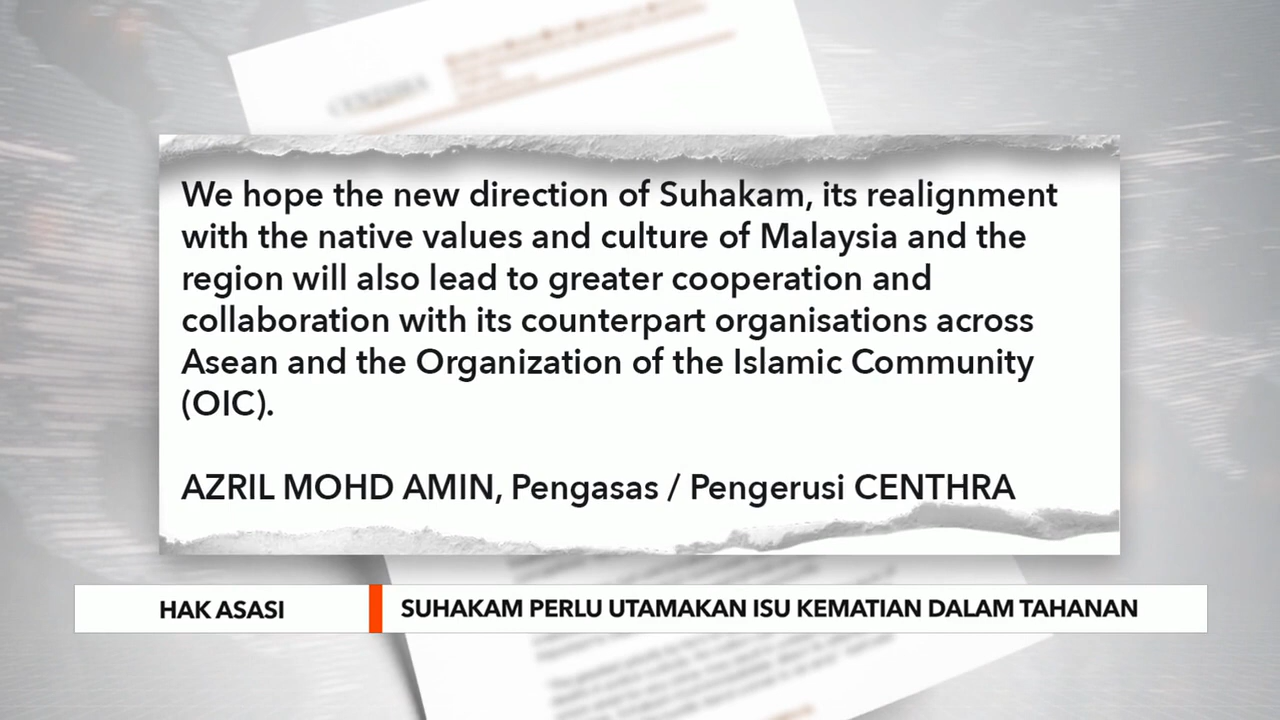 We hope the new direction of Suhakam, its realignment
with the native values and culture of Malaysia and the
region will also lead to greater cooperation and
collaboration with its counterpart organisations across
Asean and the Organization of the Islamic Community
(OIC).
AZRIL MOHD AMIN, Pengasas / Pengerusi CENTHRA
HAK ASASI
SUHAKAM PERLU UTAMAKAN ISU KEMATIAN DALAM TAHANAN